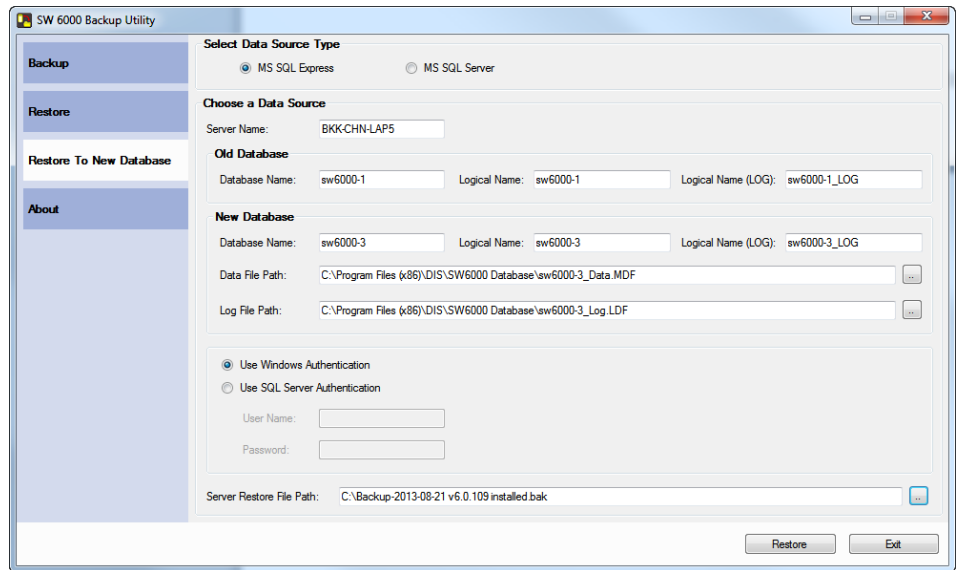 SW 6000 Backup Utility
Backup
Restore
Restore To New Database
About
Select Data Source Type
MS SQL Express MS SQL Server
Choose a Data Source
Server Name: BKK-CHN-LAP5
Old Database
Database Name: sw6000-1 Logical Name: sw6000-1 Logical Name (LOG): sw6000-1_LOG
New Database
Database Name: sw6000-3 Logical Name: sw6000-3 Logical Name (LOG): sw6000-3_LOG
Data File Path: C:\Program Files (x86)\DIS\SW6000 Database\sw6000-3_Data.MDF ..
Log File Path: C:\Program Files (x86)\DIS\SW6000 Database\sw6000-3_Log.LDF ..
Use Windows Authentication
Use SQL Server Authentication
User Name:
Password:
Server Restore File Path: C:\Backup-2013-08-21 v6.0.109 installed.bak ..
Restore Exit